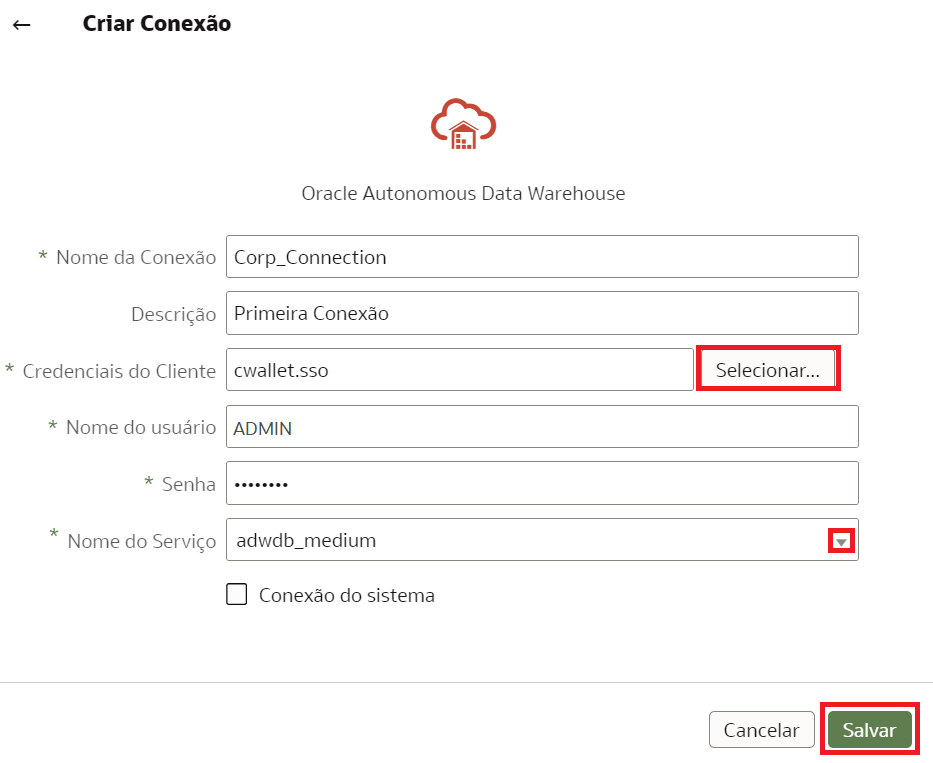 ← Criar Conexão
Oracle Autonomous Data Warehouse
* Nome da Conexão Corp_Connection
Descrição Primeira Conexão
* Credenciais do Cliente cwallet.sso Selecionar...
* Nome do usuário ADMIN
* Senha ••••••••
* Nome do Serviço adwdb_medium
Conexão do sistema
Cancelar Salvar